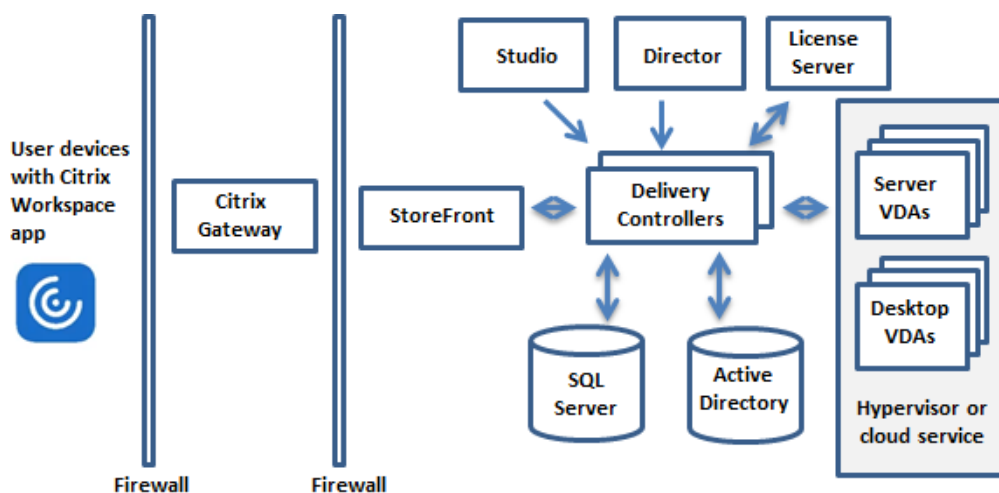 User devices
with Citrix
Workspace
app
Firewall
Citrix
Gateway
Firewall
StoreFront
Studio
Director
License
Server
Delivery
Controllers
SQL
Server
Active
Directory
Server
VDAs
Desktop
VDAs
Hypervisor or
cloud service